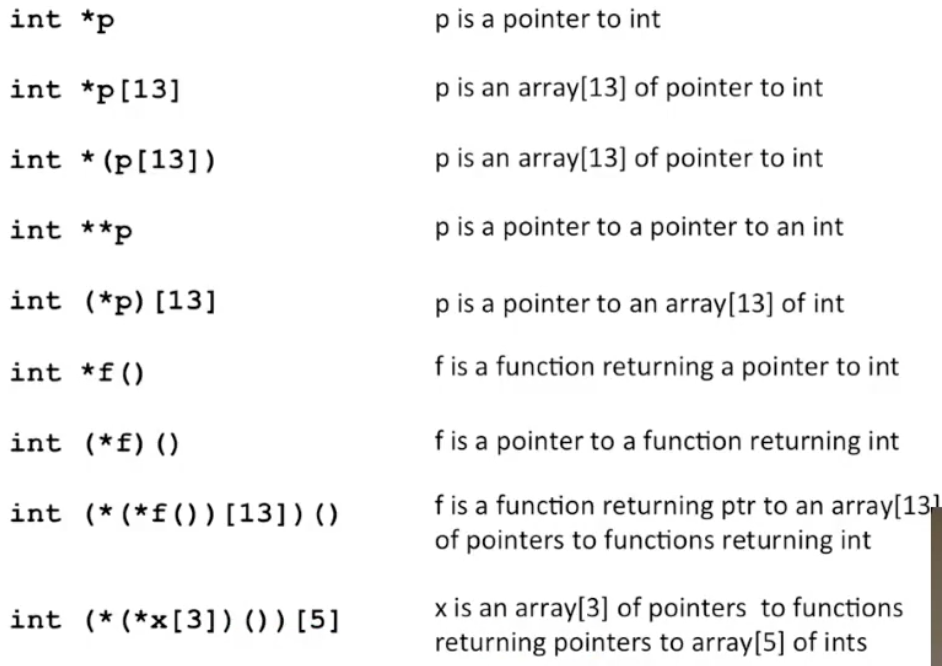 int *p p is a pointer to int
int *p[13] p is an array[13] of pointer to int
int *(p[13]) p is an array[13] of pointer to int
int **p p is a pointer to a pointer to an int
int (*p)[13] p is a pointer to an array[13] of int
int *f() f is a function returning a pointer to int
int (*f)() f is a pointer to a function returning int
int (*(*f())[13])() f is a function returning ptr to an array[13]
of pointers to functions returning int
int (*(*x[3])())[5] x is an array[3] of pointers to functions
returning pointers to array[5] of ints